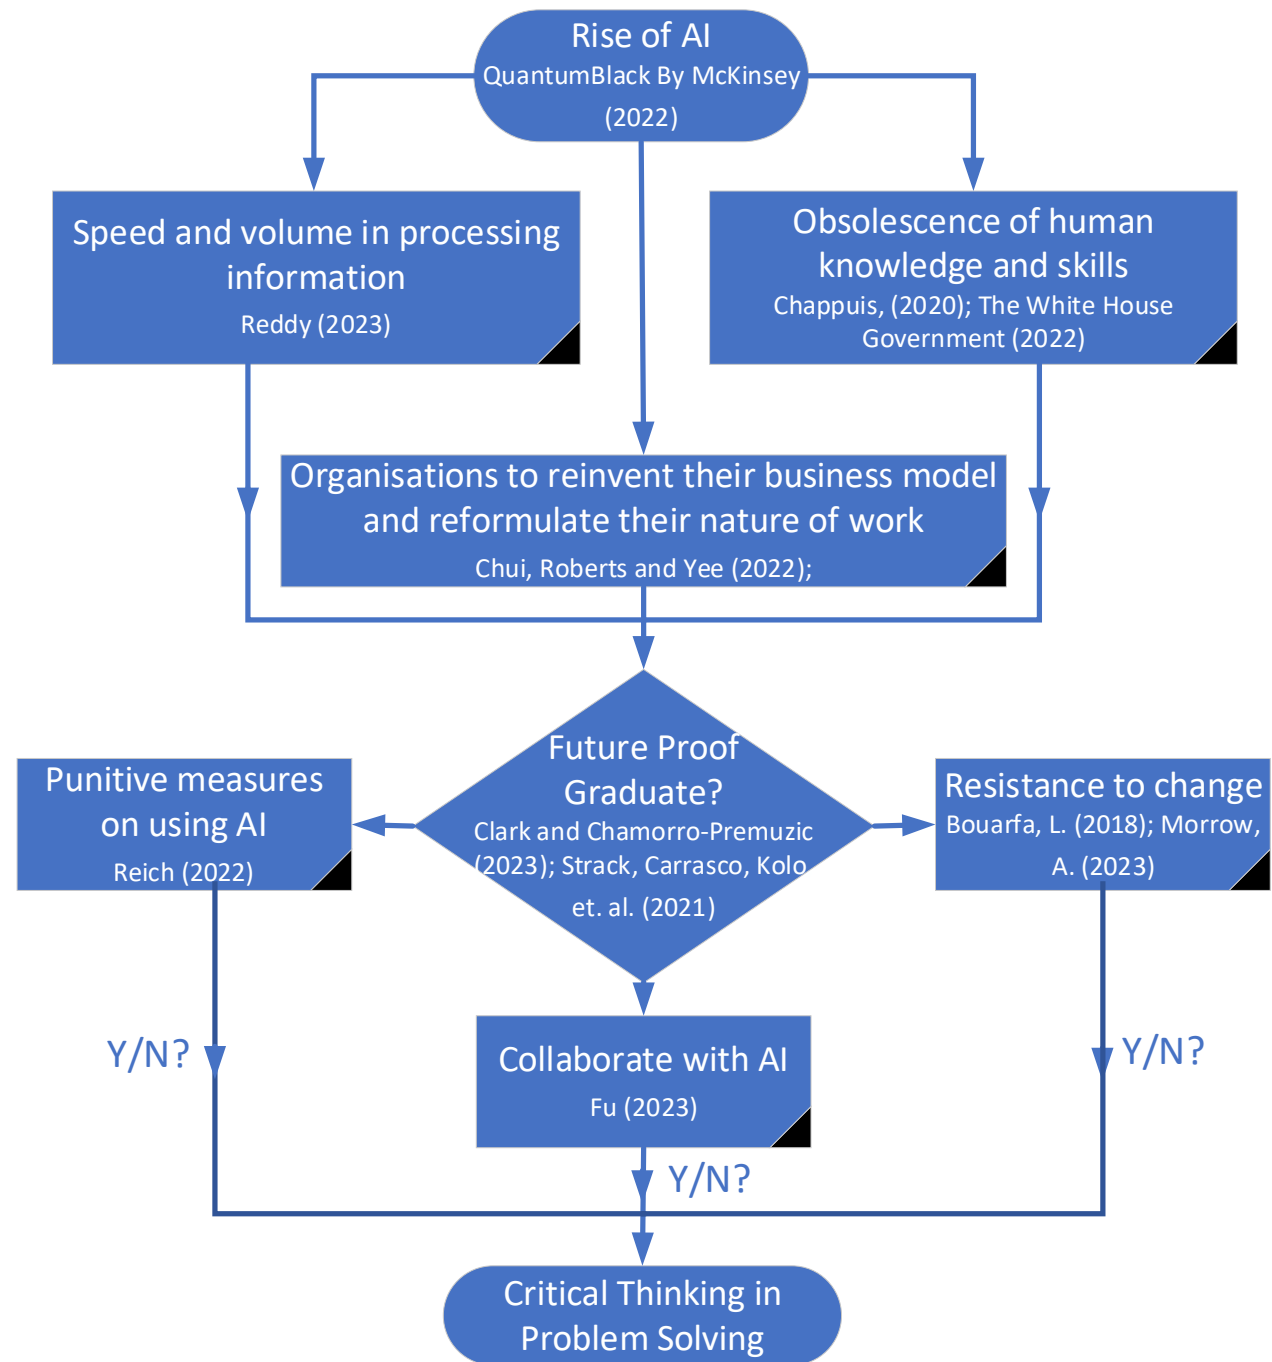 Rise of AI
QuantumBlack By McKinsey
(2022)
Speed and volume in processing
information
Reddy (2023)
Obsolescence of human
knowledge and skills
Chappuis, (2020); The White House
Government (2022)
Organisations to reinvent their business model
and reformulate their nature of work
Chui, Roberts and Yee (2022);
Future Proof
Graduate?
Clark and Chamorro-Premuzic
(2023); Strack, Carrasco, Kolo
et. al. (2021)
Punitive measures
on using AI
Reich (2022)
Resistance to change
Bouarfa, L. (2018); Morrow,
A. (2023)
Collaborate with AI
Fu (2023)
Y/N?
Y/N?
Y/N?
Critical Thinking in
Problem Solving